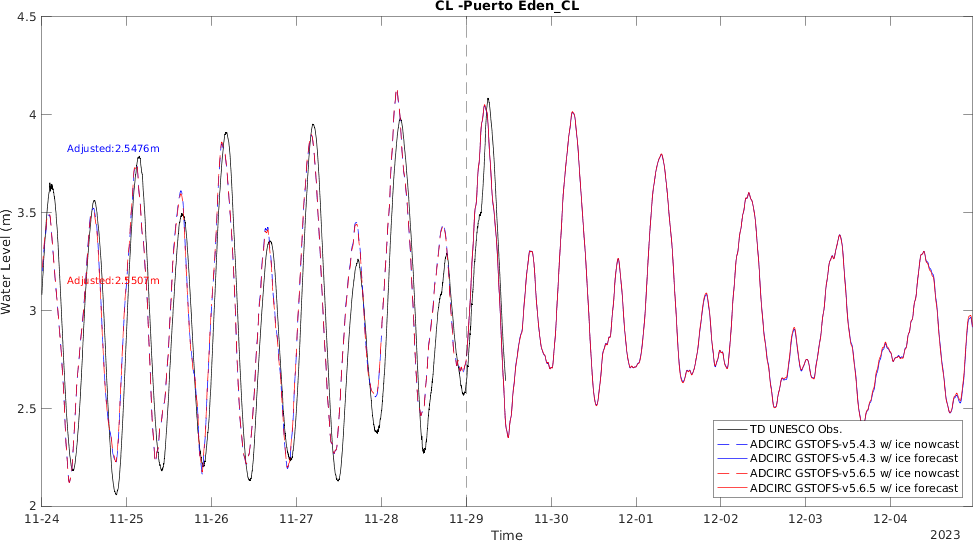 CL -Puerto Eden_CL
4.5
4
3.5
3
2.5
2
Water Level (m)
Adjusted:2.5476m
Adjusted:2.5507m
TD UNESCO Obs.
ADCIRC GSTOFS-v5.4.3 w/ ice nowcast
ADCIRC GSTOFS-v5.4.3 w/ ice forecast
ADCIRC GSTOFS-v5.6.5 w/ ice nowcast
ADCIRC GSTOFS-v5.6.5 w/ ice forecast
11-24 11-25 11-26 11-27 11-28 11-29 11-30 12-01 12-02 12-03 12-04
Time
2023